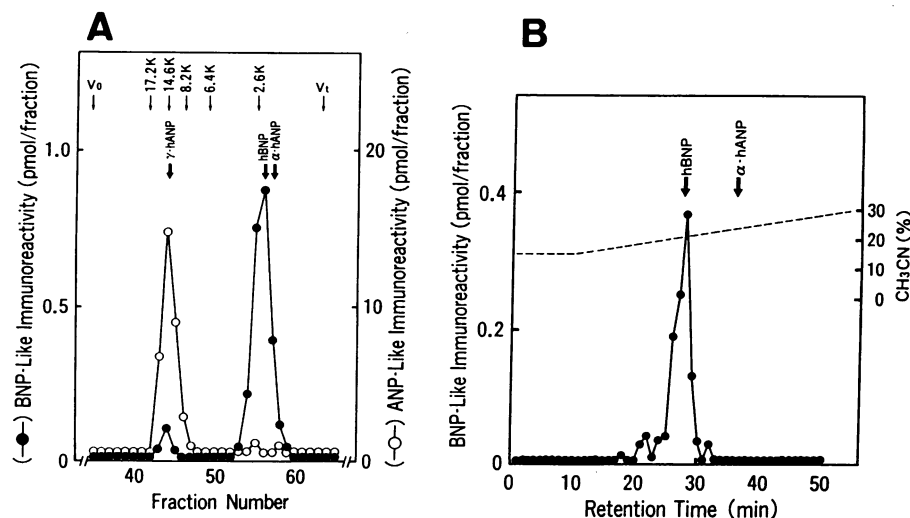 A
V₀
17.2K
14.6K
8.2K
6.4K
2.6K
Vt
γ·hANP
hBNP
α·hANP
1.0
0.5
0
20
10
0
40
50
60
(–●–) BNP·Like Immunoreactivity (pmol/fraction)
(–○–) ANP·Like Immunoreactivity (pmol/fraction)
Fraction Number
B
hBNP
α·hANP
0.4
0.2
0
30
20
10
0
CH₃CN (%)
0
10
20
30
40
50
BNP·Like Immunoreactivity (pmol/fraction)
Retention Time (min)